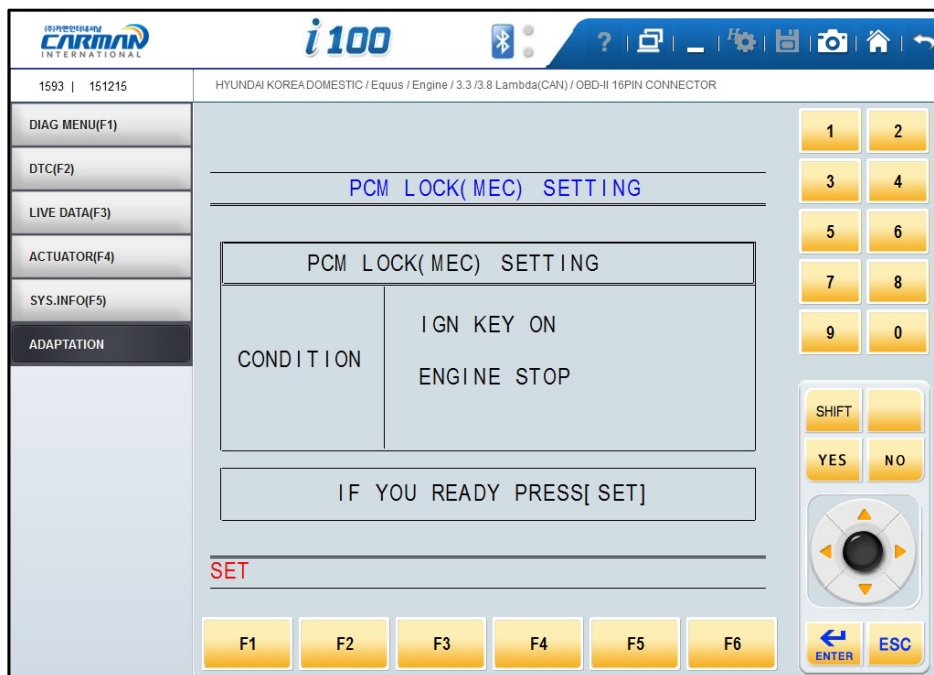 (주)카맨인터내셔날
CARMAN
INTERNATIONAL
i100
?
1593 | 151215
HYUNDAI KOREA DOMESTIC / Equus / Engine / 3.3 /3.8 Lambda(CAN) / OBD-II 16PIN CONNECTOR
DIAG MENU(F1)
DTC(F2)
LIVE DATA(F3)
ACTUATOR(F4)
SYS.INFO(F5)
ADAPTATION
PCM LOCK(MEC) SETTING
PCM LOCK(MEC) SETTING
CONDITION
IGN KEY ON
ENGINE STOP
IF YOU READY PRESS[SET]
SET
F1 F2 F3 F4 F5 F6
1 2
3 4
5 6
7 8
9 0
SHIFT
YES NO
ENTER ESC